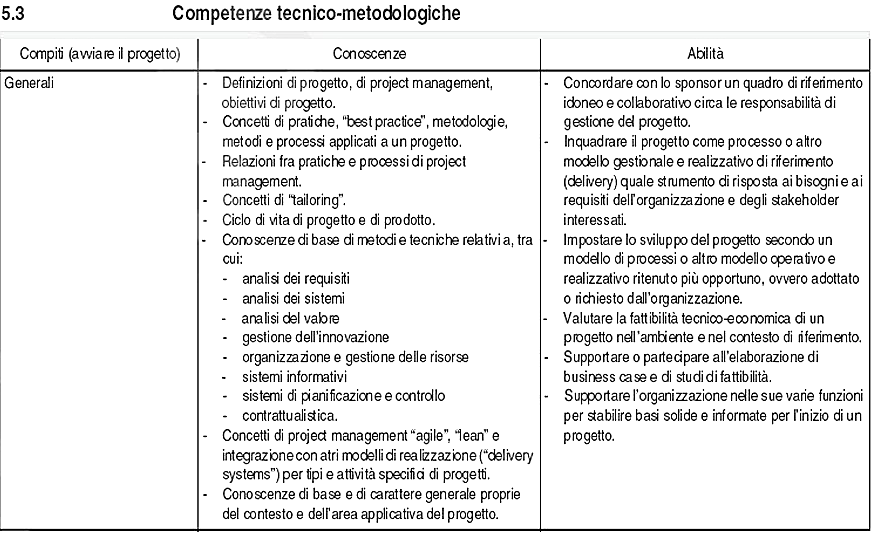 5.3 Competenze tecnico-metodologiche
Compiti (avviare il progetto) Conoscenze Abilità
Generali
- Definizioni di progetto, di project management,
obiettivi di progetto.
- Concetti di pratiche, “best practice”, metodologie,
metodi e processi applicati a un progetto.
- Relazioni fra pratiche e processi di project
management.
- Concetti di “tailoring”.
- Ciclo di vita di progetto e di prodotto.
- Conoscenze di base di metodi e tecniche relativi a, tra
cui:
- analisi dei requisiti
- analisi dei sistemi
- analisi del valore
- gestione dell’innovazione
- organizzazione e gestione delle risorse
- sistemi informativi
- sistemi di pianificazione e controllo
- contrattualistica.
- Concetti di project management “agile”, “lean” e
integrazione con atri modelli di realizzazione (“delivery
systems”) per tipi e attività specifici di progetti.
- Conoscenze di base e di carattere generale proprie
del contesto e dell’area applicativa del progetto.
- Concordare con lo sponsor un quadro di riferimento
idoneo e collaborativo circa le responsabilità di
gestione del progetto.
- Inquadrare il progetto come processo o altro
modello gestionale e realizzativo di riferimento
(delivery) quale strumento di risposta ai bisogni e ai
requisiti dell’organizzazione e degli stakeholder
interessati.
- Impostare lo sviluppo del progetto secondo un
modello di processi o altro modello operativo e
realizzativo ritenuto più opportuno, ovvero adottato
o richiesto dall’organizzazione.
- Valutare la fattibilità tecnico-economica di un
progetto nell’ambiente e nel contesto di riferimento.
- Supportare o partecipare all’elaborazione di
business case e di studi di fattibilità.
- Supportare l’organizzazione nelle sue varie funzioni
per stabilire basi solide e informate per l’inizio di un
progetto.